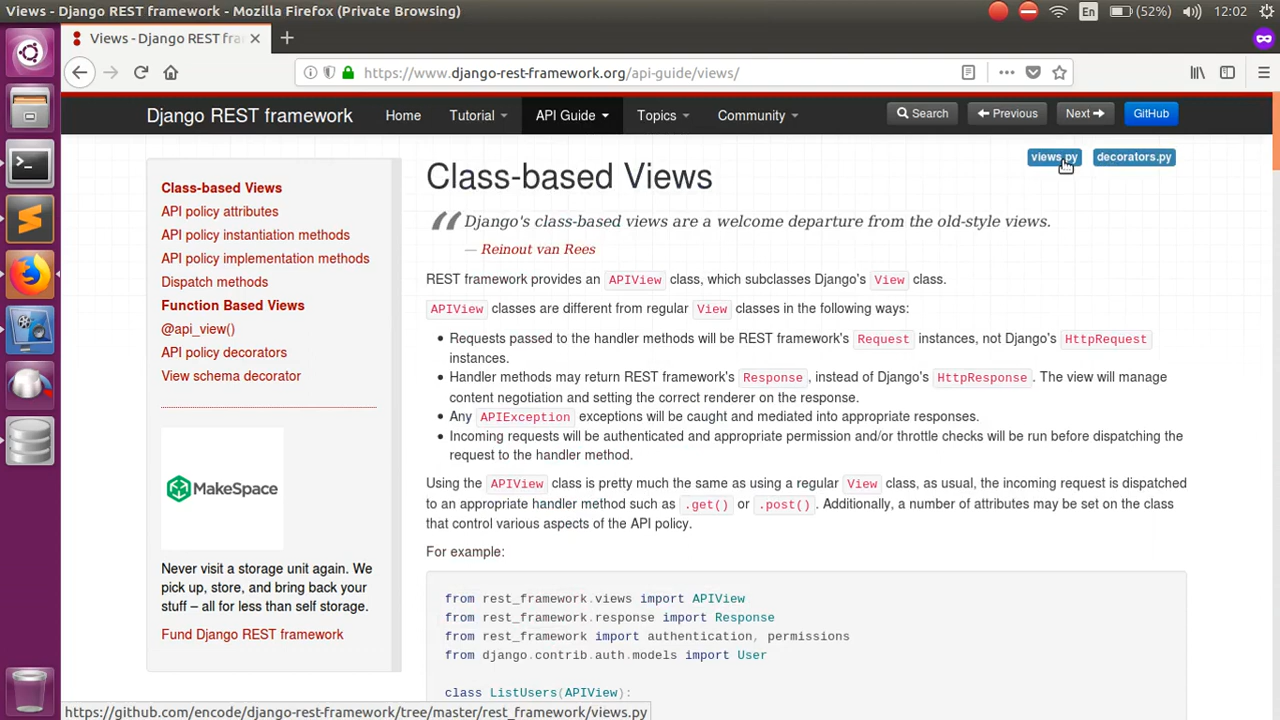 Views - Django REST framework - Mozilla Firefox (Private Browsing)
En
(52%)
12:02
Views - Django REST fra
https://www.django-rest-framework.org/api-guide/views/
Django REST framework
Home
Tutorial
API Guide
Topics
Community
Search
Previous
Next
GitHub
views.py
decorators.py
Class-based Views
API policy attributes
API policy instantiation methods
API policy implementation methods
Dispatch methods
Function Based Views
@api_view()
API policy decorators
View schema decorator
MakeSpace
Never visit a storage unit again. We
pick up, store, and bring back your
stuff – all for less than self storage.
Fund Django REST framework
Class-based Views
Django's class-based views are a welcome departure from the old-style views.
— Reinout van Rees
REST framework provides an APIView class, which subclasses Django's View class.
APIView classes are different from regular View classes in the following ways:
• Requests passed to the handler methods will be REST framework's Request instances, not Django's HttpRequest
instances.
• Handler methods may return REST framework's Response, instead of Django's HttpResponse. The view will manage
content negotiation and setting the correct renderer on the response.
• Any APIException exceptions will be caught and mediated into appropriate responses.
• Incoming requests will be authenticated and appropriate permission and/or throttle checks will be run before dispatching the
request to the handler method.
Using the APIView class is pretty much the same as using a regular View class, as usual, the incoming request is dispatched
to an appropriate handler method such as .get() or .post(). Additionally, a number of attributes may be set on the class
that control various aspects of the API policy.
For example:
from rest_framework.views import APIView
from rest_framework.response import Response
from rest_framework import authentication, permissions
from django.contrib.auth.models import User
class ListUsers(APIView):
https://github.com/encode/django-rest-framework/tree/master/rest_framework/views.py